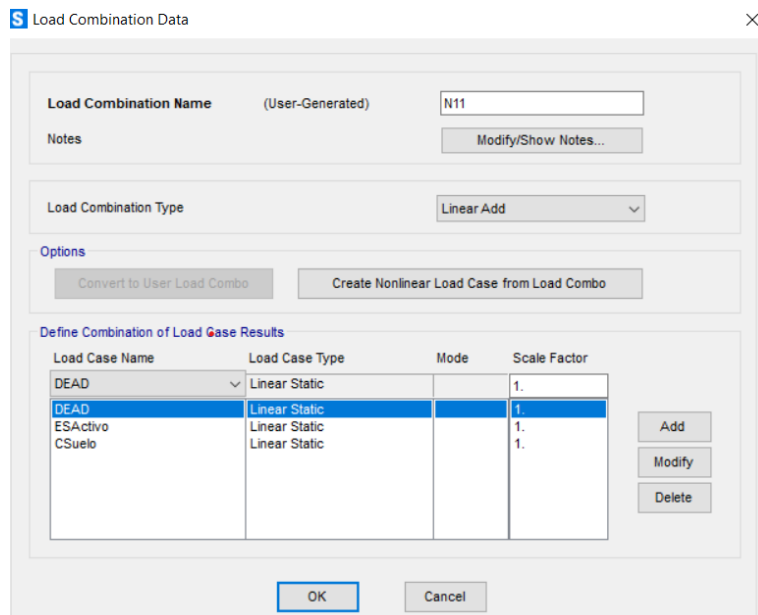 S Load Combination Data
Load Combination Name (User-Generated) N11
Notes Modify/Show Notes...
Load Combination Type Linear Add
Options
Convert to User Load Combo Create Nonlinear Load Case from Load Combo
Define Combination of Load Case Results
Load Case Name Load Case Type Mode Scale Factor
DEAD Linear Static 1.
DEAD Linear Static 1.
ESActivo Linear Static 1.
CSuelo Linear Static 1.
Add
Modify
Delete
OK Cancel